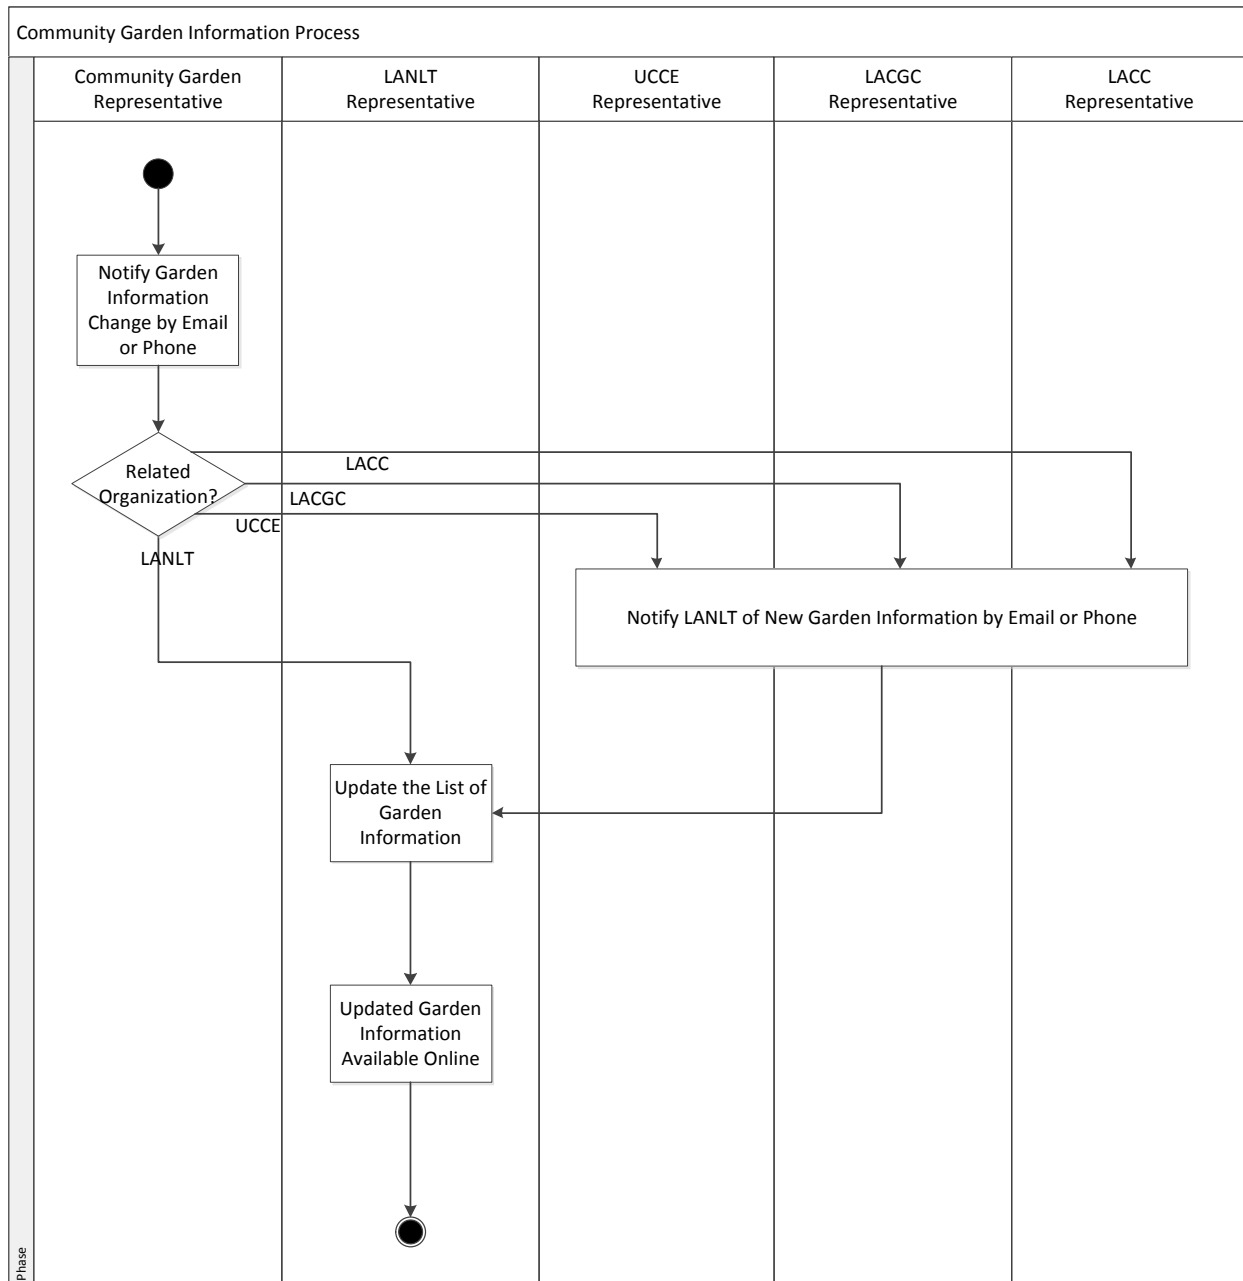 Community Garden Information Process
Community Garden
Representative
LANLT
Representative
UCCE
Representative
LACGC
Representative
LACC
Representative
Notify Garden
Information
Change by Email
or Phone
Related
Organization?
LACC
LACGC
UCCE
LANLT
Notify LANLT of New Garden Information by Email or Phone
Update the List of
Garden
Information
Updated Garden
Information
Available Online
Phase